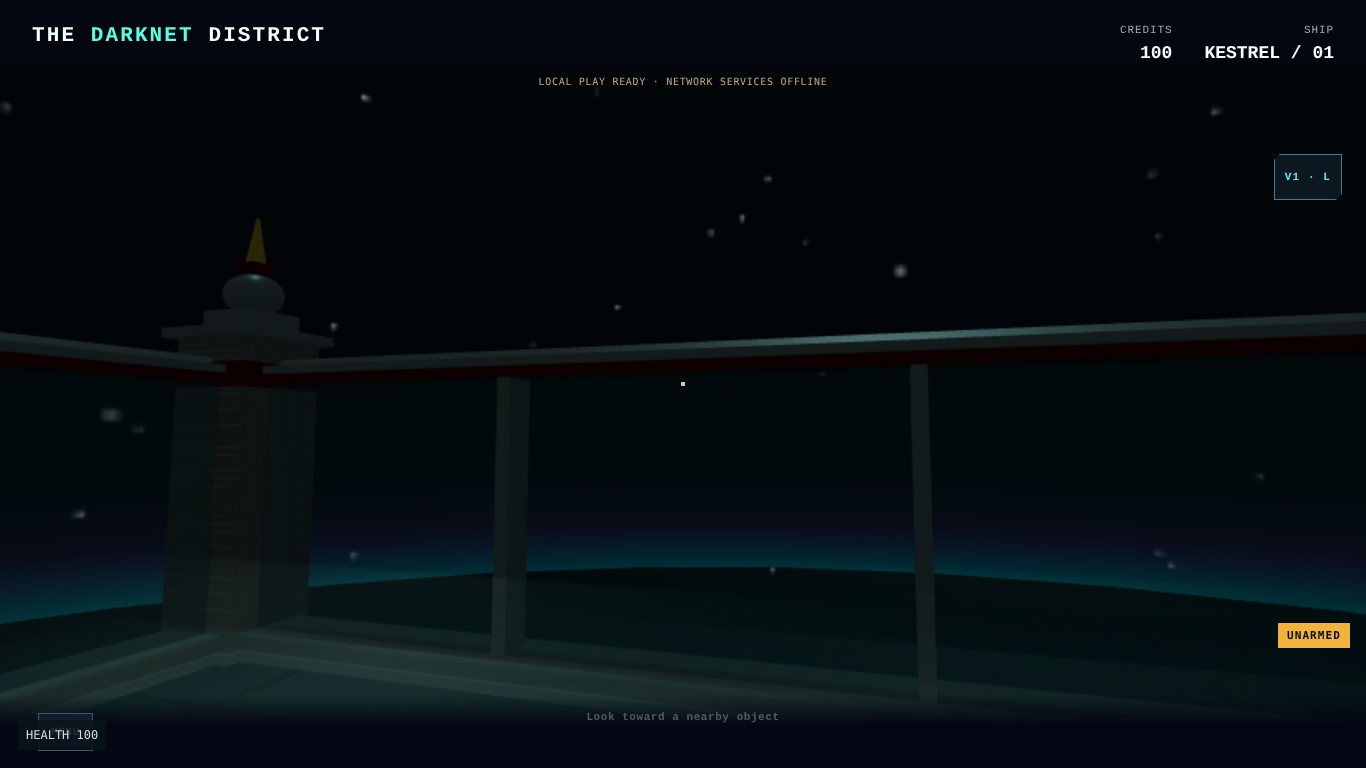 THE DARKNET DISTRICT
CREDITS
100
SHIP
KESTREL / 01
LOCAL PLAY READY · NETWORK SERVICES OFFLINE
V1 · L
UNARMED
Look toward a nearby object
HEALTH 100